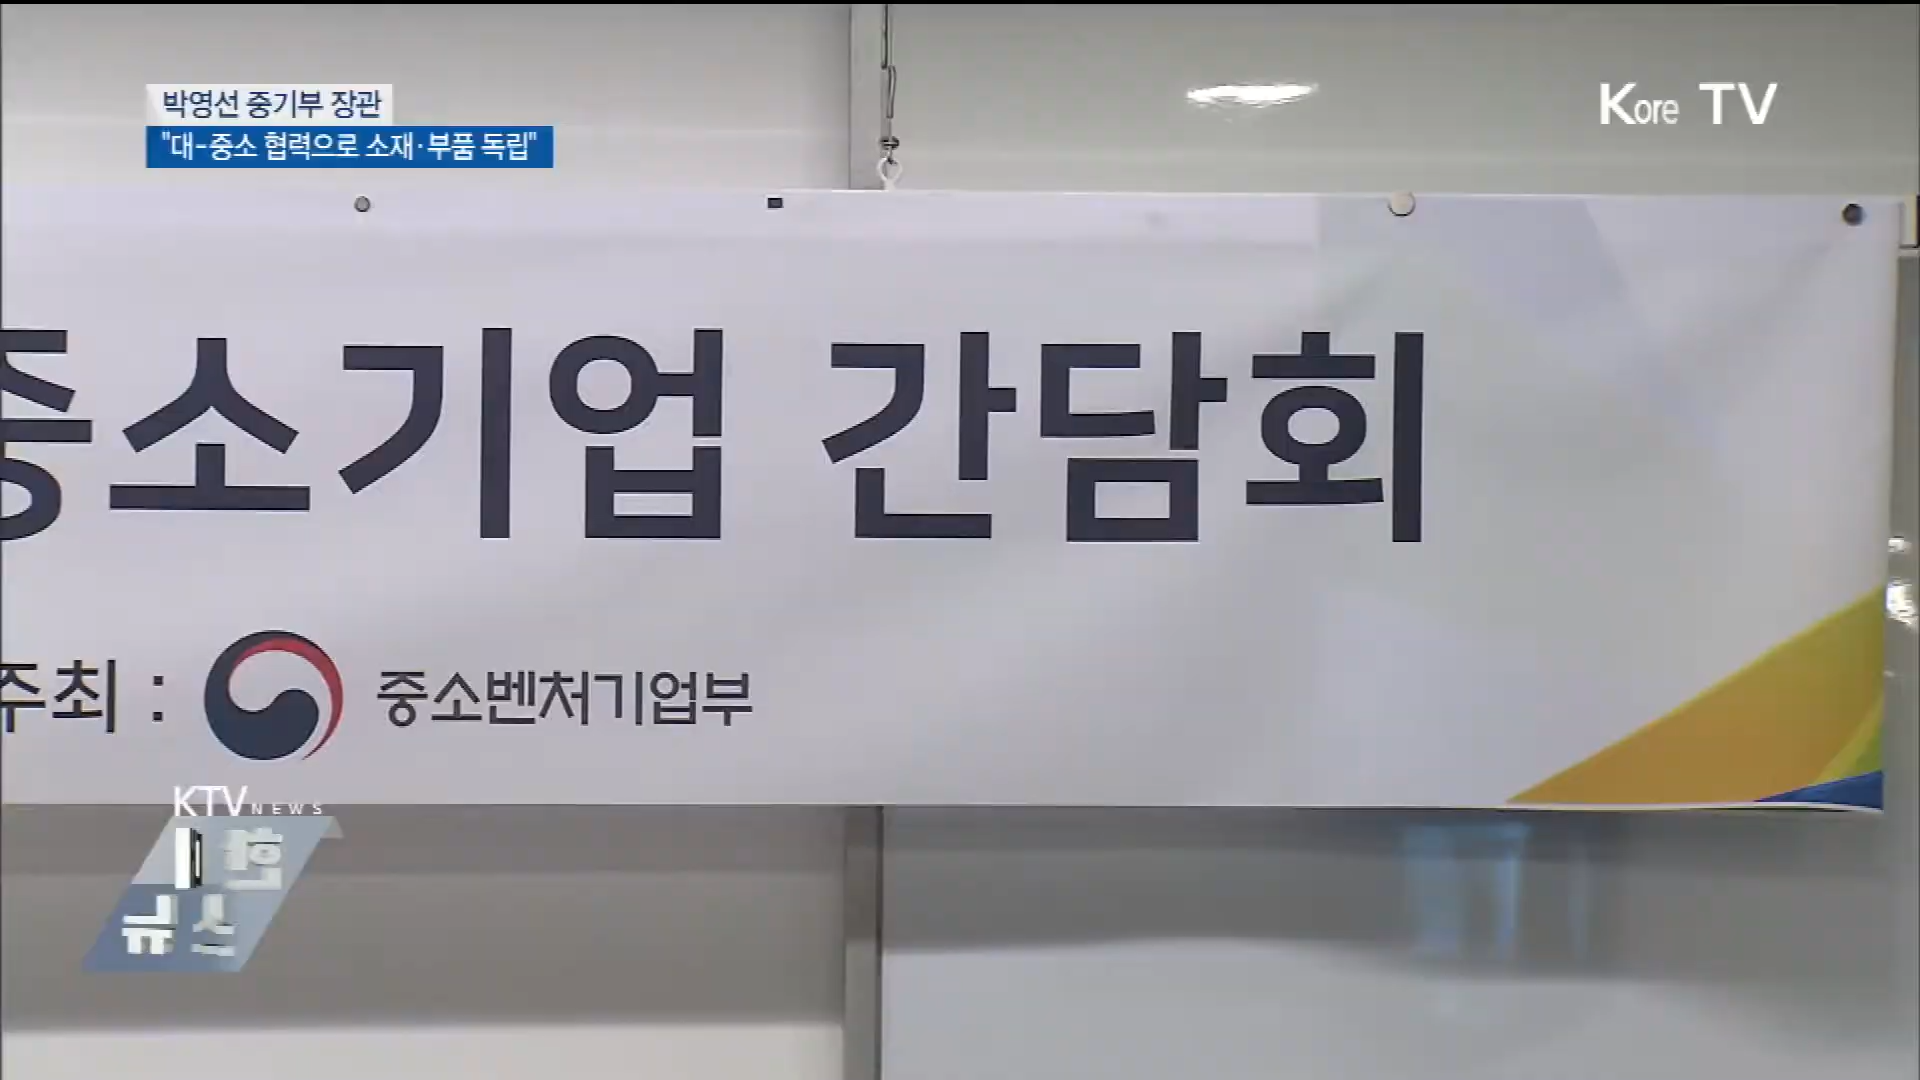 박영선 중기부 장관
"대-중소 협력으로 소재·부품 독립"
Kore TV
중소기업 간담회
주최 : 중소벤처기업부
KTV NEWS
뉴스